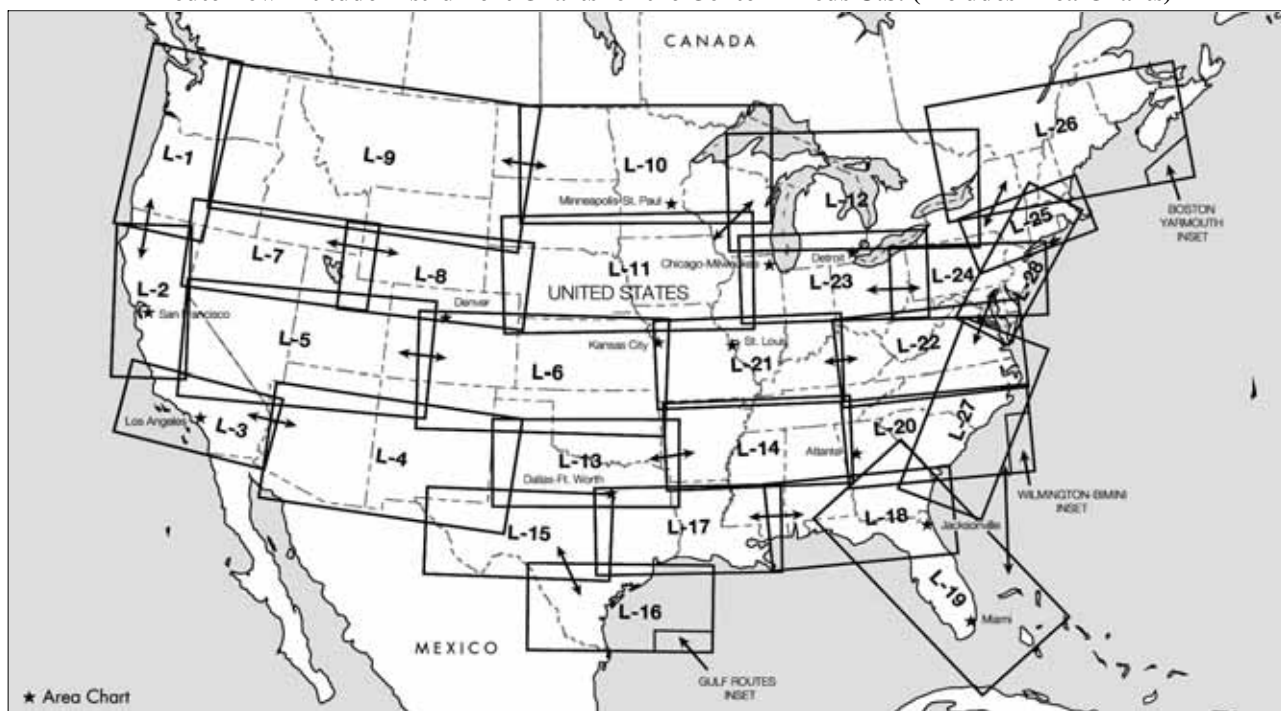 CANADA
L-1
L-9
L-10
L-26
Minneapolis-St. Paul
L-12
BOSTON
YARMOUTH
INSET
L-25
L-7
L-8
L-11
Chicago-Milwaukee
Detroit
L-23
L-24
L-28
L-2
UNITED STATES
San Francisco
Denver
L-5
Kansas City
St. Louis
L-21
L-22
L-6
Los Angeles
L-3
L-4
L-13
L-14
L-20
L-27
Atlanta
Dallas-Ft. Worth
WILMINGTON-BIMINI
INSET
L-15
L-17
L-18
Jacksonville
L-19
L-16
Miami
MEXICO
GULF ROUTES
INSET
★ Area Chart